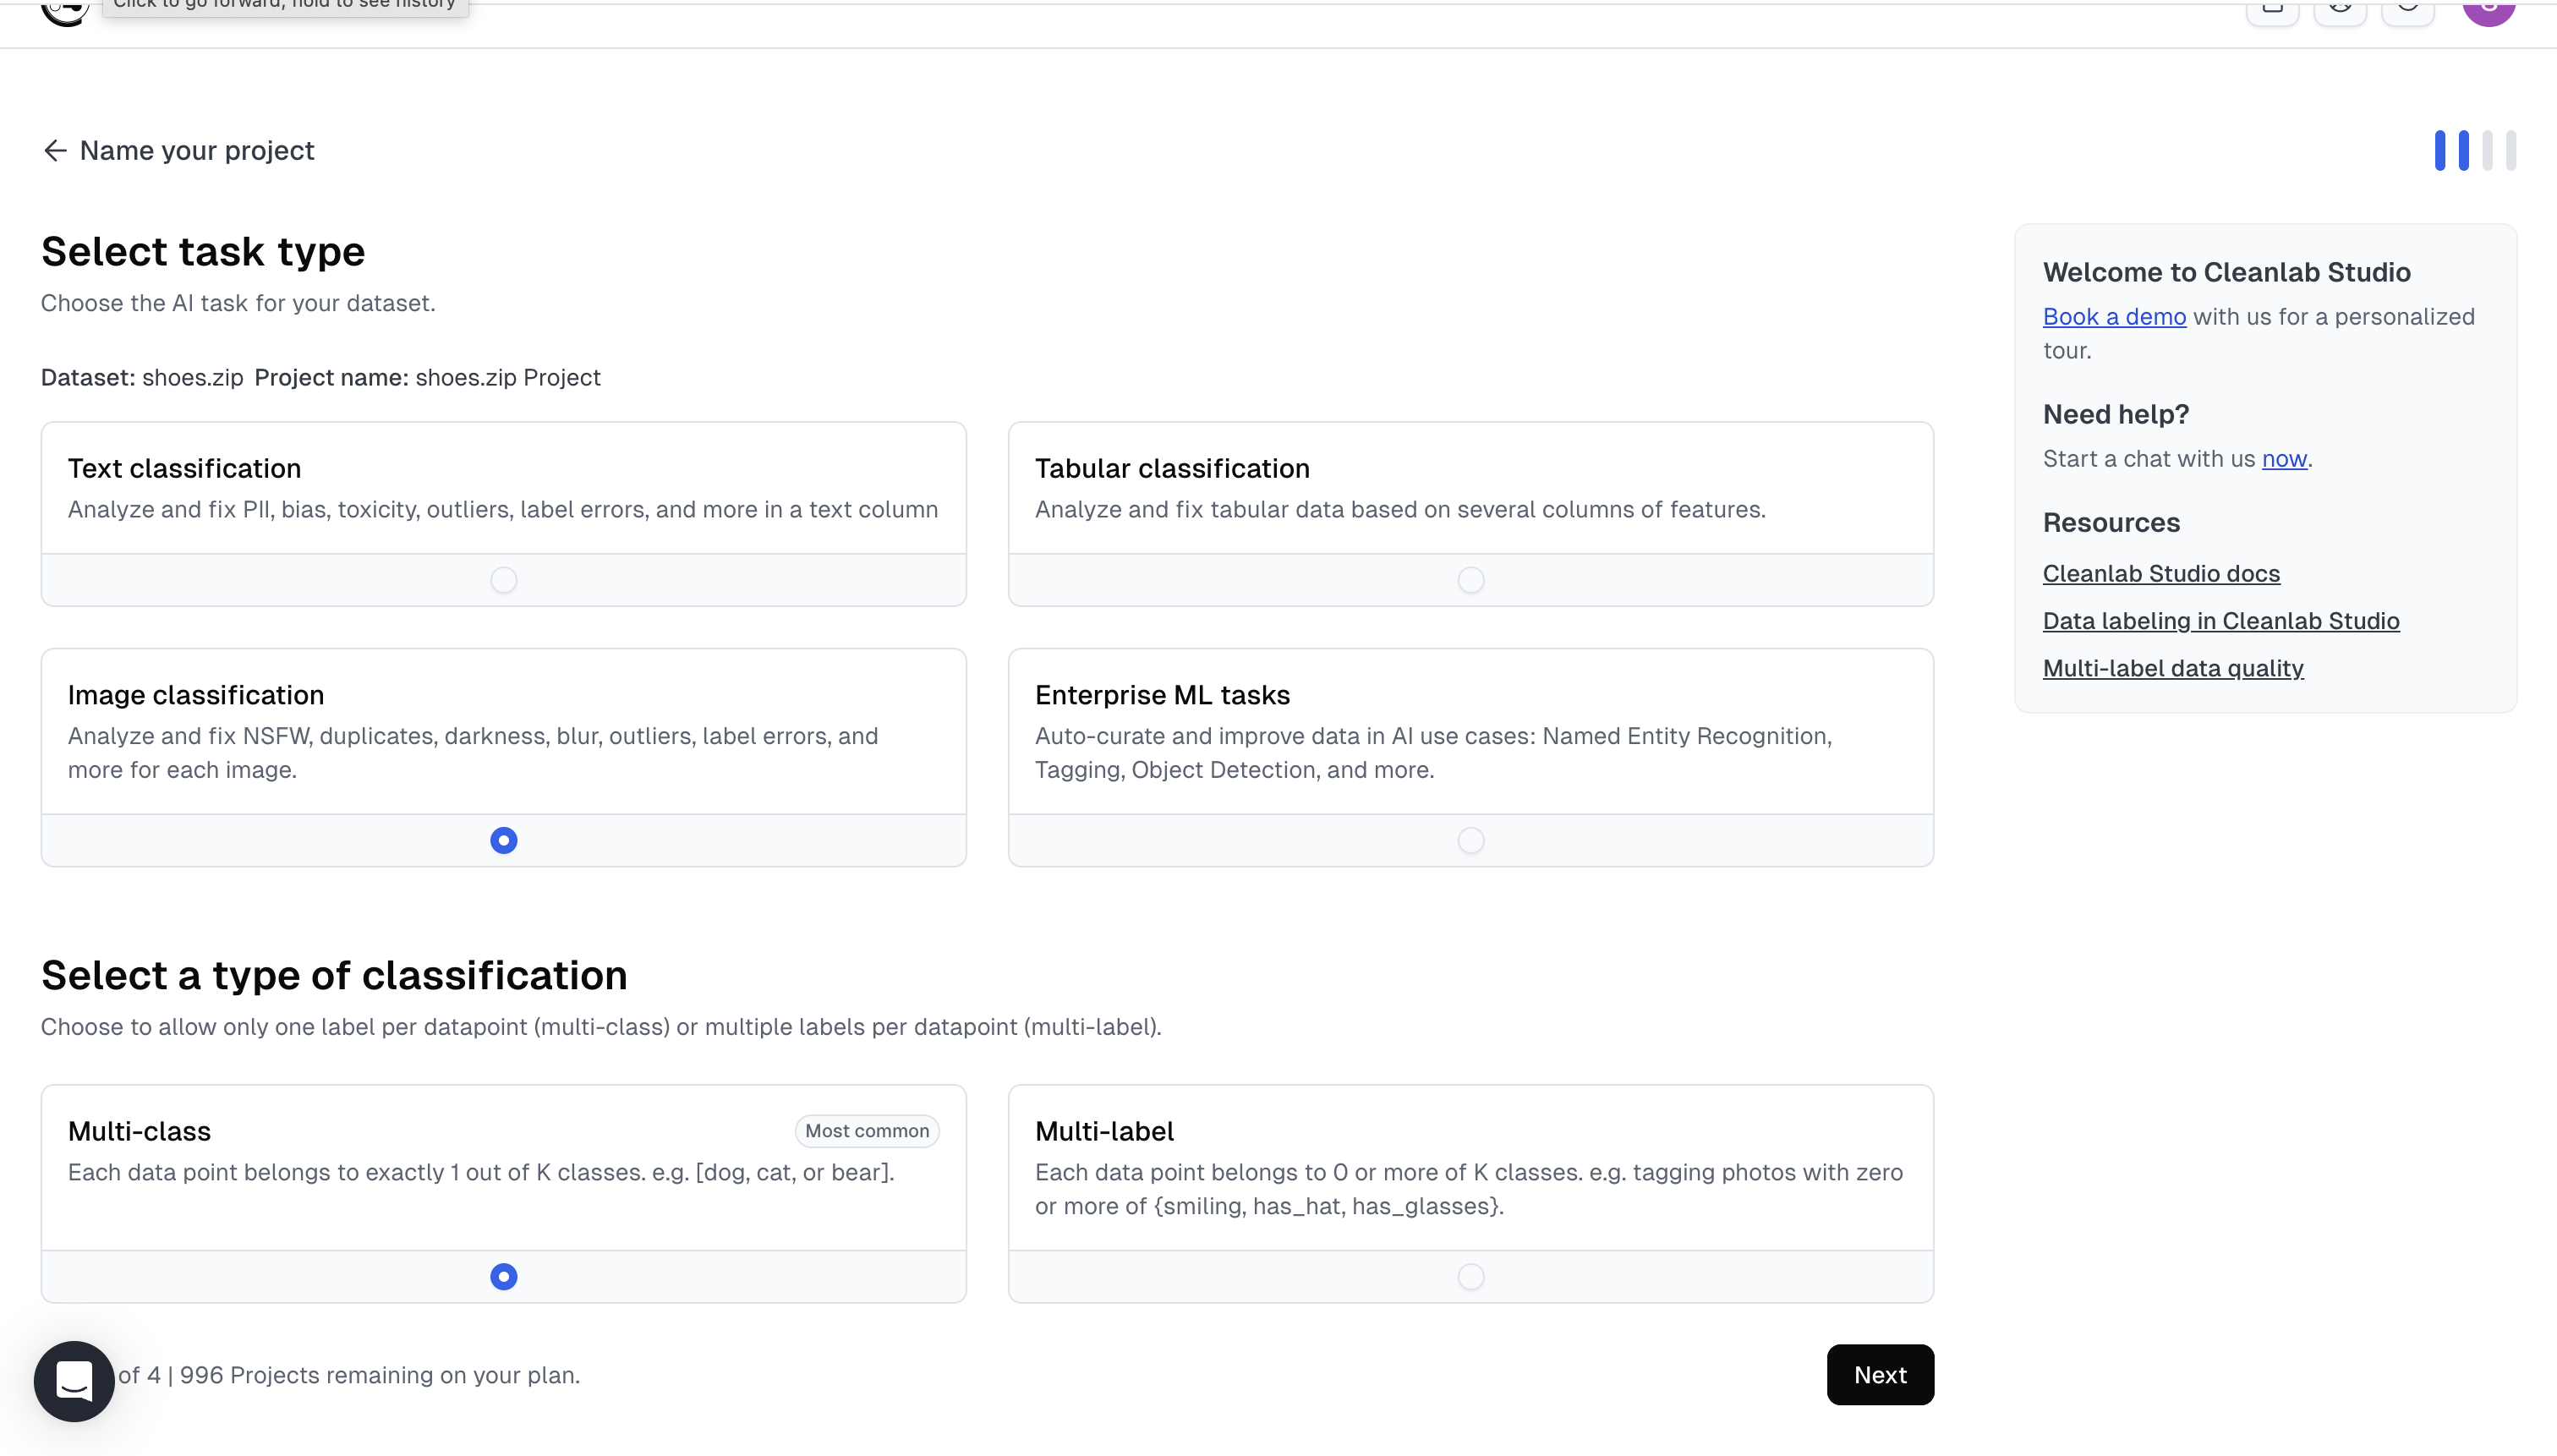 Click to go forward, hold to see history
Name your project
Select task type
Choose the AI task for your dataset.
Dataset: shoes.zip Project name: shoes.zip Project
Text classification
Analyze and fix PII, bias, toxicity, outliers, label errors, and more in a text column
Tabular classification
Analyze and fix tabular data based on several columns of features.
Image classification
Analyze and fix NSFW, duplicates, darkness, blur, outliers, label errors, and
more for each image.
Enterprise ML tasks
Auto-curate and improve data in AI use cases: Named Entity Recognition,
Tagging, Object Detection, and more.
Select a type of classification
Choose to allow only one label per datapoint (multi-class) or multiple labels per datapoint (multi-label).
Multi-class
Most common
Each data point belongs to exactly 1 out of K classes. e.g. [dog, cat, or bear].
Multi-label
Each data point belongs to 0 or more of K classes. e.g. tagging photos with zero
or more of {smiling, has_hat, has_glasses}.
of 4 | 996 Projects remaining on your plan.
Next
Welcome to Cleanlab Studio
Book a demo with us for a personalized
tour.
Need help?
Start a chat with us now.
Resources
Cleanlab Studio docs
Data labeling in Cleanlab Studio
Multi-label data quality